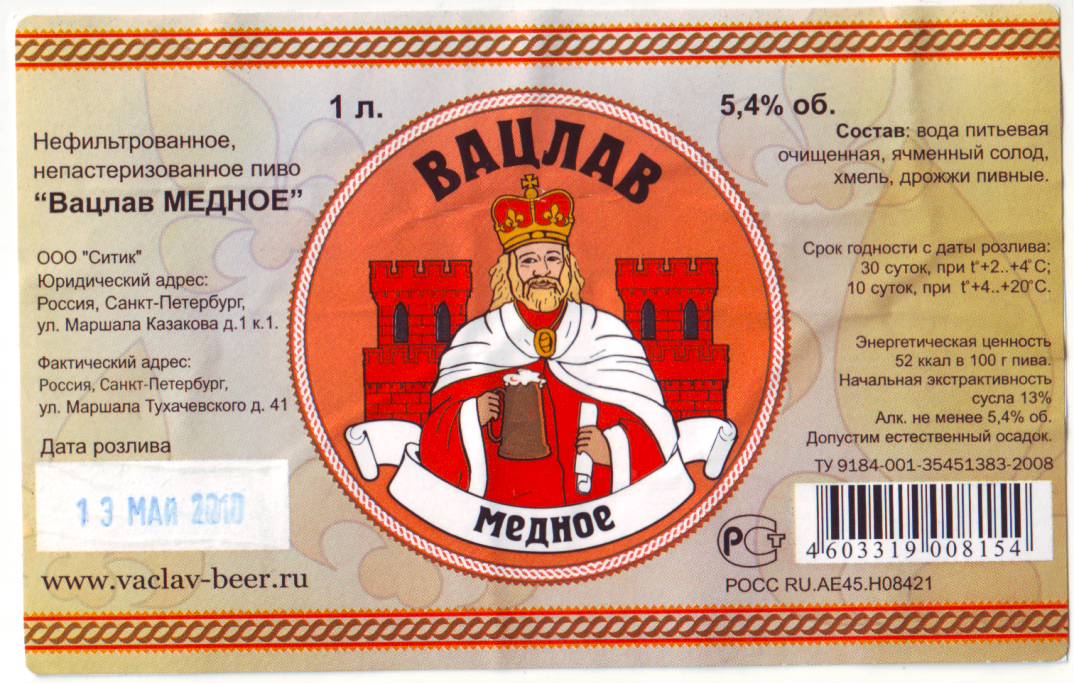 1 л.
5,4% об.
Нефильтрованное,
непастеризованное пиво
“Вацлав МЕДНОЕ”
ООО "Ситик"
Юридический адрес:
Россия, Санкт-Петербург,
ул. Маршала Казакова д.1 к.1.
Фактический адрес:
Россия, Санкт-Петербург,
ул. Маршала Тухачевского д. 41
Дата розлива
13 МАЙ 2010
www.vaclav-beer.ru
ВАЦЛАВ
медное
Состав: вода питьевая
очищенная, ячменный солод,
хмель, дрожжи пивные.
Срок годности с даты розлива:
30 суток, при t°+2..+4°C;
10 суток, при t°+4..+20°C.
Энергетическая ценность
52 ккал в 100 г пива.
Начальная экстрактивность
сусла 13%
Алк. не менее 5,4% об.
Допустим естественный осадок.
ТУ 9184-001-35451383-2008
РСТ
4 603319 008154
РОСС RU.АЕ45.Н08421